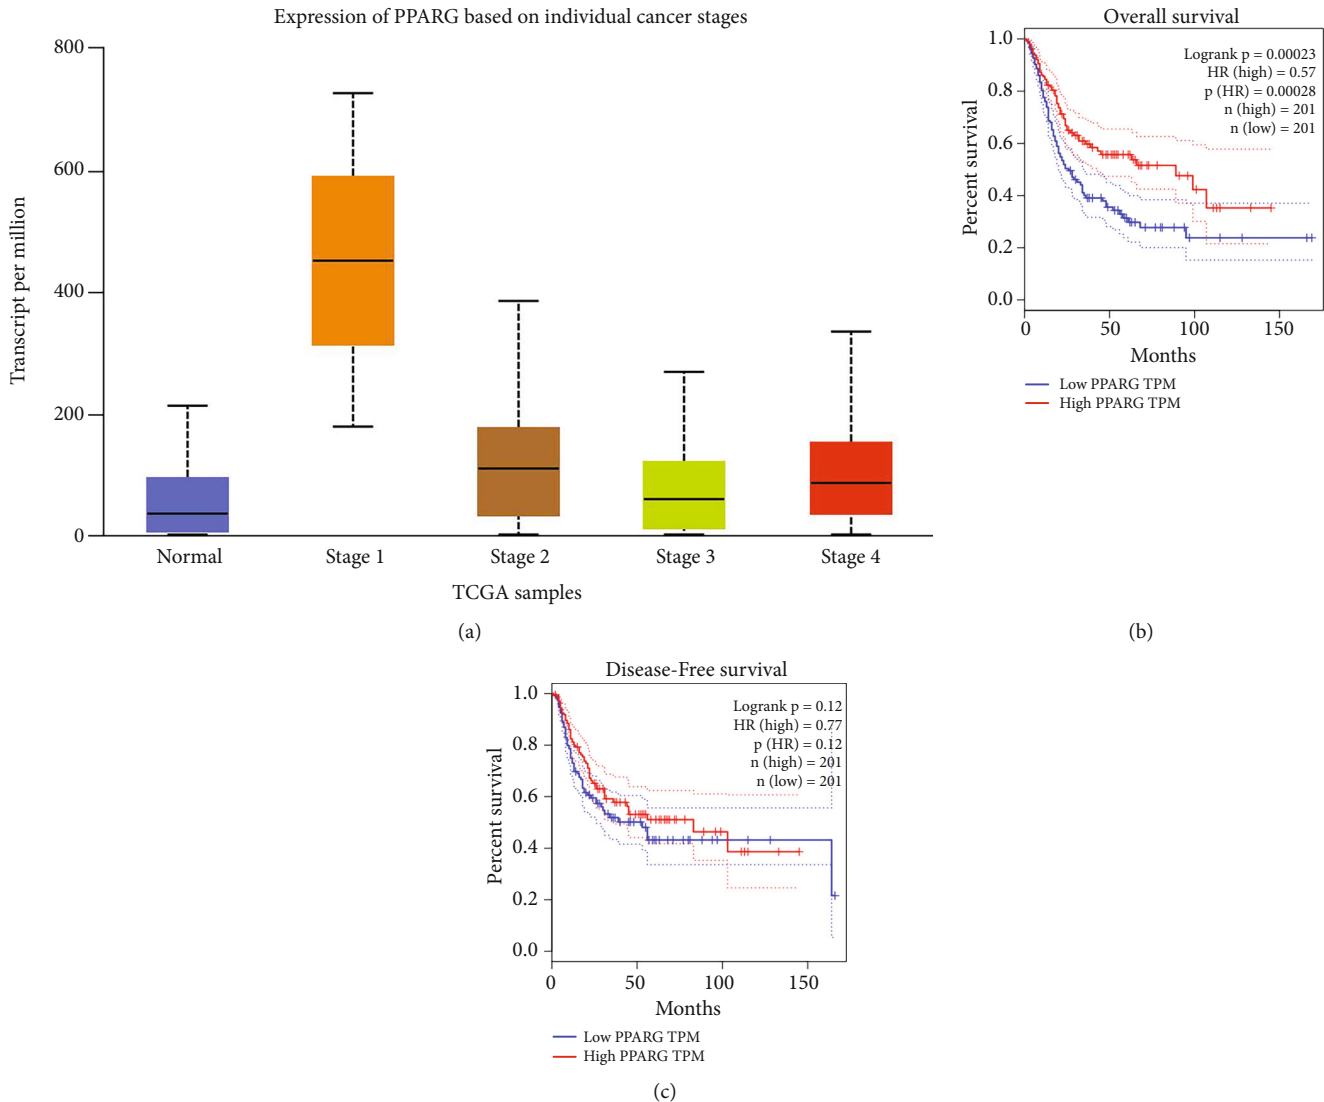 Expression of PPARG based on individual cancer stages
800
600
400
200
0
Transcript per million
Normal
Stage 1
Stage 2
Stage 3
Stage 4
TCGA samples
(a)
Overall survival
1.0
0.8
0.6
0.4
0.2
0.0
Percent survival
Logrank p = 0.00023
HR (high) = 0.57
p (HR) = 0.00028
n (high) = 201
n (low) = 201
0
50
100
150
Months
Low PPARG TPM
High PPARG TPM
(b)
Disease-Free survival
1.0
0.8
0.6
0.4
0.2
0.0
Percent survival
Logrank p = 0.12
HR (high) = 0.77
p (HR) = 0.12
n (high) = 201
n (low) = 201
0
50
100
150
Months
Low PPARG TPM
High PPARG TPM
(c)